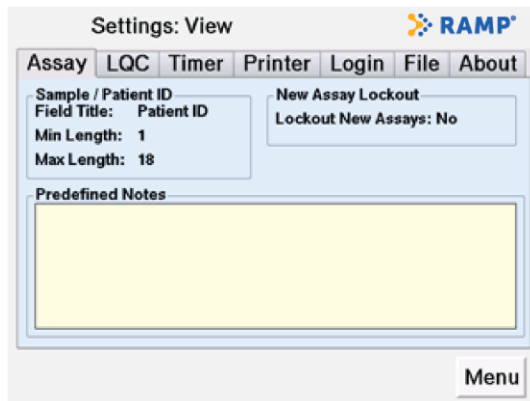 Settings: View
RAMP
Assay LQC Timer Printer Login File About
Sample / Patient ID
Field Title: Patient ID
Min Length: 1
Max Length: 18
New Assay Lockout
Lockout New Assays: No
Predefined Notes
Menu